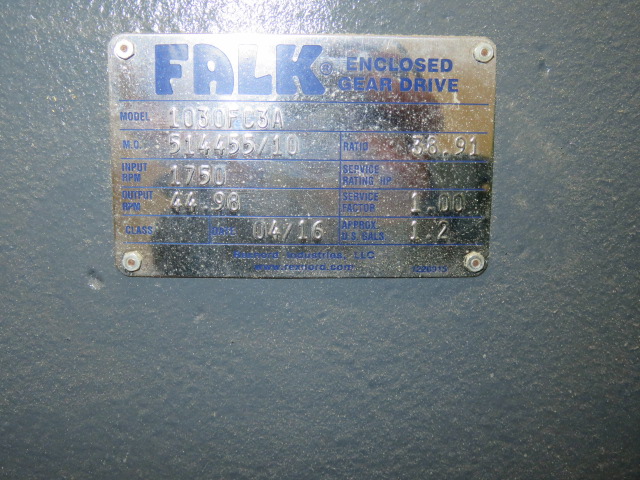 FALK® ENCLOSED GEAR DRIVE
MODEL 1030FC3A
M.O. 514455/10 RATIO 38.91
INPUT RPM 1750 SERVICE RATING HP
OUTPUT RPM 44.98 SERVICE FACTOR 1.00
CLASS DATE 04/16 APPROX. U.S. GALS 1.2
Rexnord Industries, LLC
www.rexnord.com